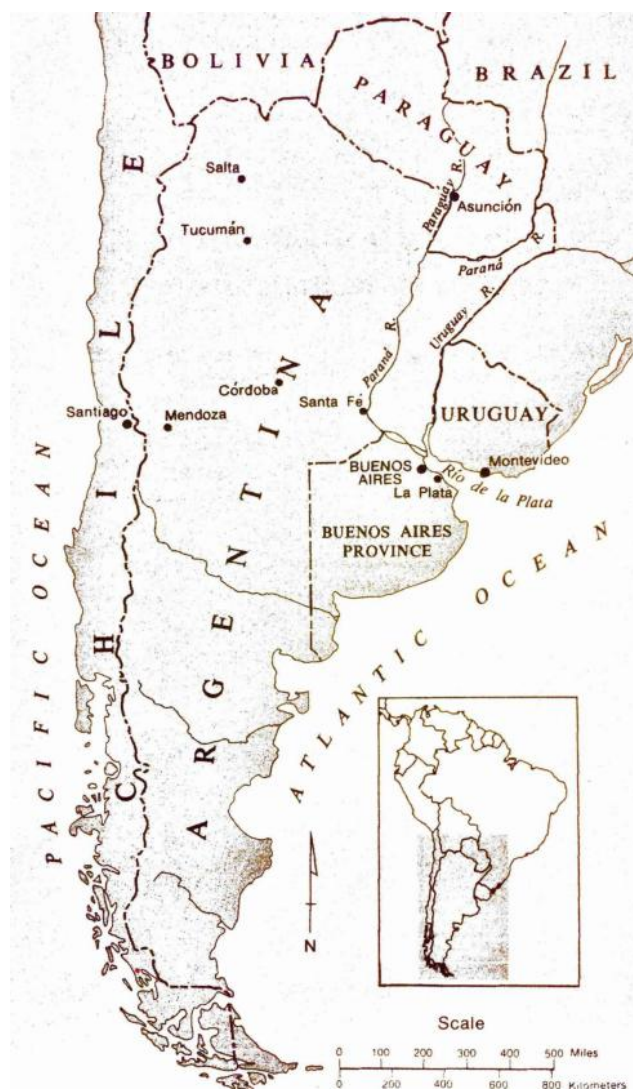 BOLIVIA
BRAZIL
PARAGUAY
Salta
Paraguay R.
Asunción
Tucumán
Paraná R.
Uruguay R.
CHILE
ARGENTINA
Paraná R.
Córdoba
Santa Fé
Santiago
Mendoza
URUGUAY
BUENOS
AIRES
Montevideo
La Plata
Río de la Plata
BUENOS AIRES
PROVINCE
PACIFIC OCEAN
ATLANTIC OCEAN
N
Scale
0 100 200 300 400 500 Miles
0 200 400 600 800 Kilometers